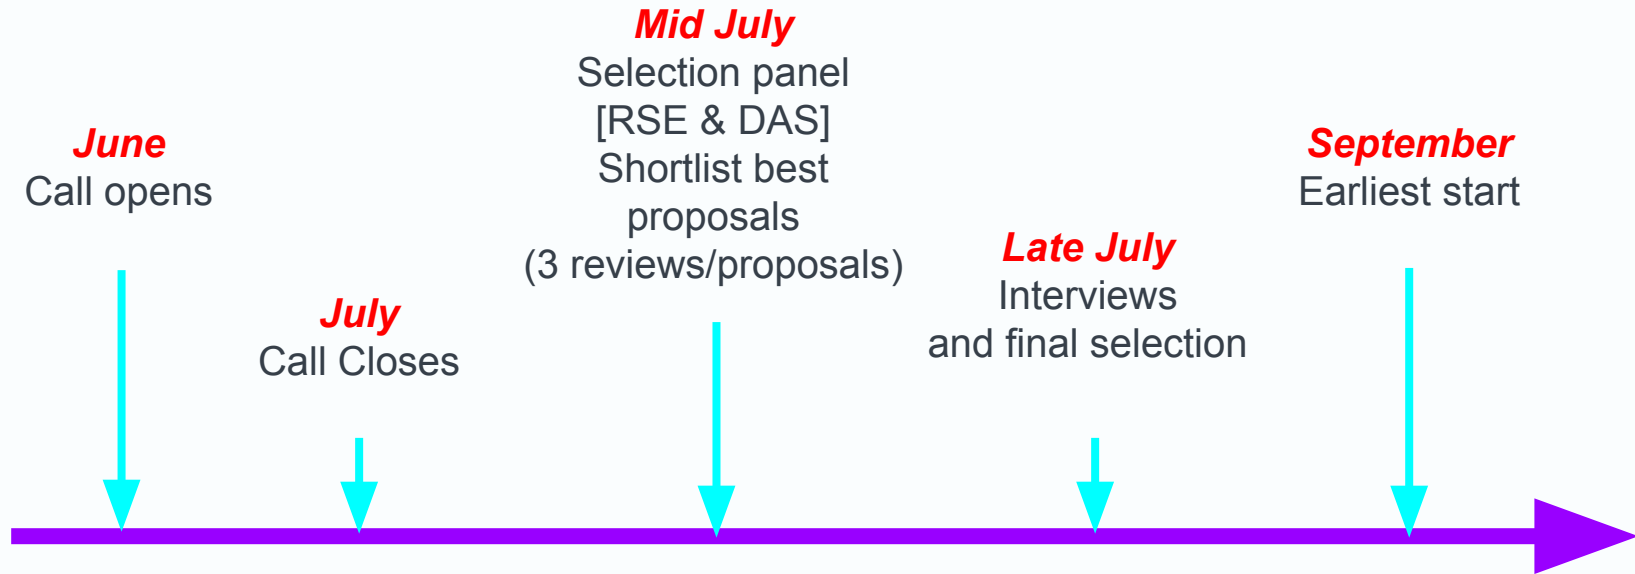 June
Call opens
July
Call Closes
Mid July
Selection panel
[RSE & DAS]
Shortlist best
proposals
(3 reviews/proposals)
Late July
Interviews
and final selection
September
Earliest start